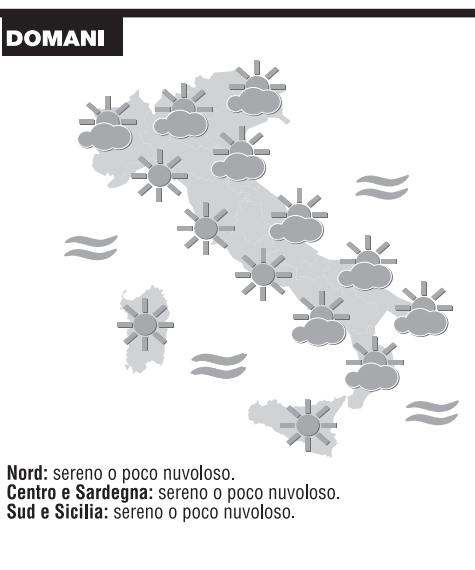 DOMANI
Nord: sereno o poco nuvoloso.
Centro e Sardegna: sereno o poco nuvoloso.
Sud e Sicilia: sereno o poco nuvoloso.